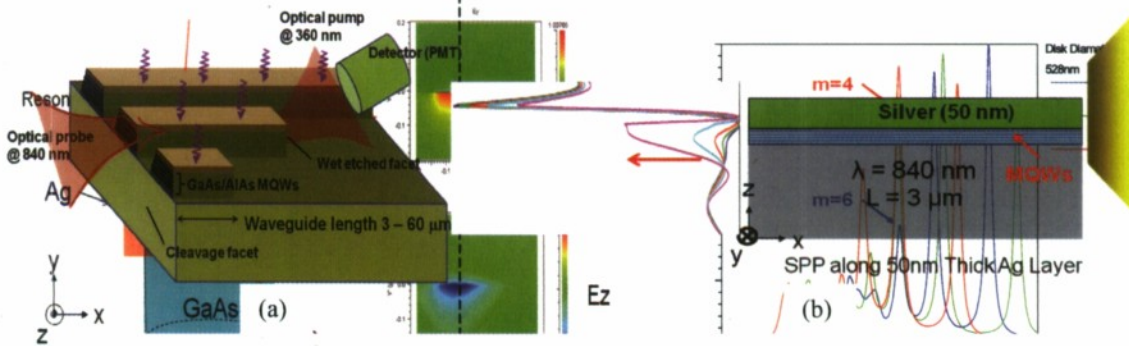 Optical pump
@ 360 nm
Detector (PMT)
Reson
Optical probe
@ 840 nm
Wet etched facet
GaAs/AlAs MQWs
Ag
Waveguide length 3 – 60 μm
Cleavage facet
y
x
z
GaAs
(a)
Ez
Disk Diame
528nm
m=4
Silver (50 nm)
λ = 840 nm
L = 3 μm
m=6
z
y
x
SPP along 50nm Thick Ag Layer
(b)